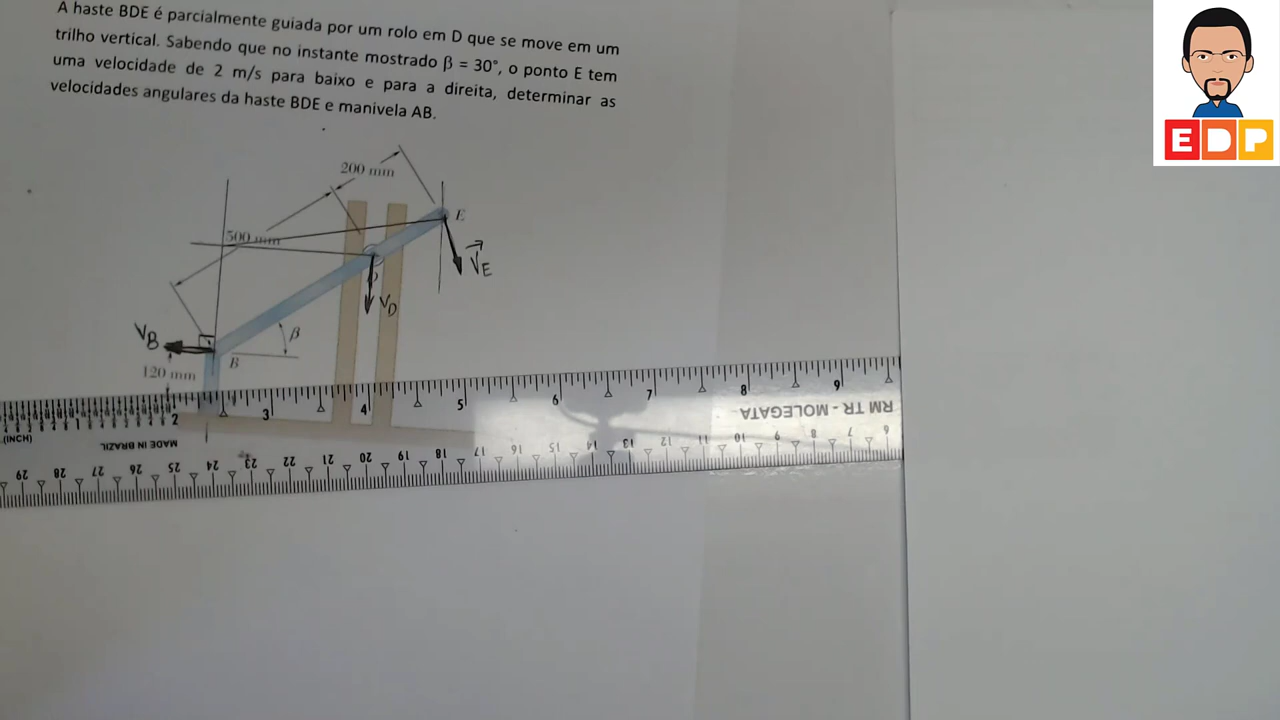 A haste BDE é parcialmente guiada por um rolo em D que se move em um
trilho vertical. Sabendo que no instante mostrado β = 30°, o ponto E tem
uma velocidade de 2 m/s para baixo e para a direita, determinar as
velocidades angulares da haste BDE e manivela AB.
EDP
200 mm
E
500 mm
V_E
D
V_D
β
V_B
B
120 mm
1 2 3 4 5 6 7 8 9
(INCH)
MADE IN BRAZIL
RM TR - MOLEGATA
29 28 27 26 25 24 23 22 21 20 19 18 17 16 15 14 13 12 11 10 9 8 7 6